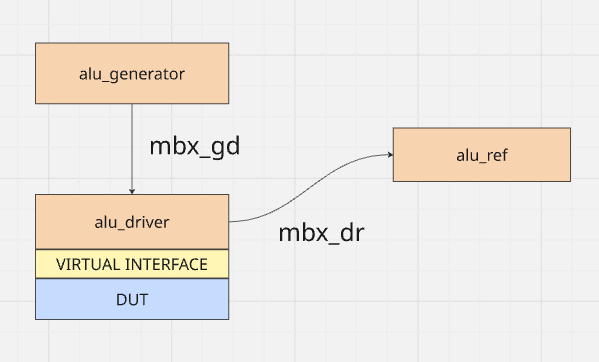 alu_generator
mbx_gd
alu_ref
alu_driver
mbx_dr
VIRTUAL INTERFACE
DUT